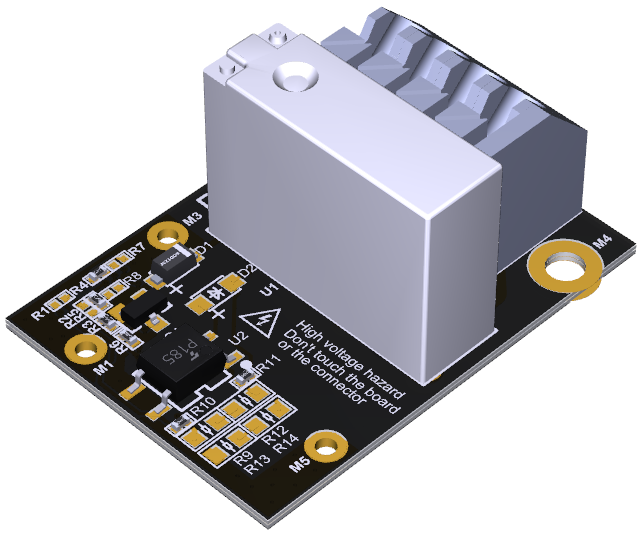 M3
R7
D1
R4
R8
D2
R1
R2
R3
R5
R6
U1
High voltage hazard
Don't touch the board
or the connector
M4
M1
P185
U2
R11
R10
R12
R14
R9
R13
M5